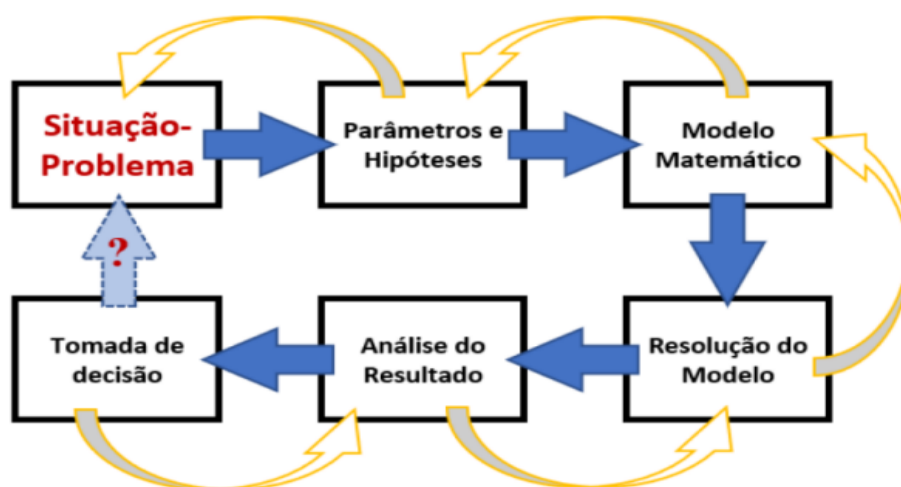 Situação-
Problema
Parâmetros e
Hipóteses
Modelo
Matemático
?
Tomada de
decisão
Análise do
Resultado
Resolução do
Modelo